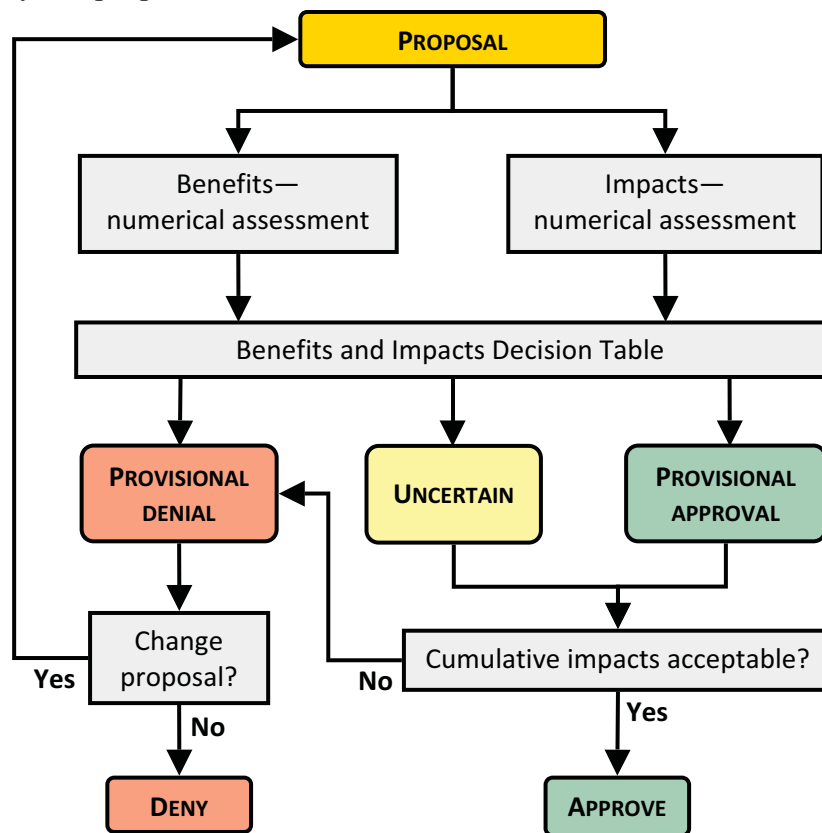 PROPOSAL
Benefits—
numerical assessment
Impacts—
numerical assessment
Benefits and Impacts Decision Table
PROVISIONAL
DENIAL
UNCERTAIN
PROVISIONAL
APPROVAL
Change
proposal?
Cumulative impacts acceptable?
Yes
No
No
Yes
DENY
APPROVE